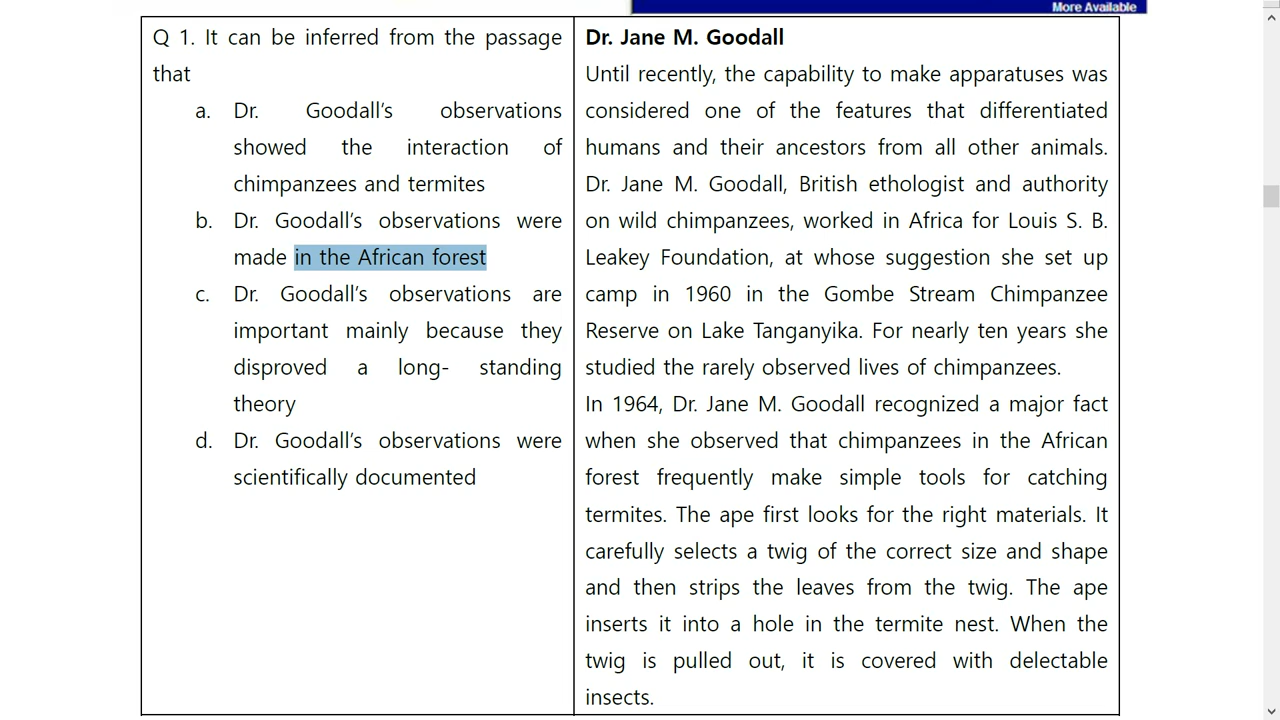 More Available
Q 1. It can be inferred from the passage
that
a. Dr. Goodall's observations
showed the interaction of
chimpanzees and termites
b. Dr. Goodall's observations were
made in the African forest
c. Dr. Goodall's observations are
important mainly because they
disproved a long- standing
theory
d. Dr. Goodall's observations were
scientifically documented
Dr. Jane M. Goodall
Until recently, the capability to make apparatuses was
considered one of the features that differentiated
humans and their ancestors from all other animals.
Dr. Jane M. Goodall, British ethologist and authority
on wild chimpanzees, worked in Africa for Louis S. B.
Leakey Foundation, at whose suggestion she set up
camp in 1960 in the Gombe Stream Chimpanzee
Reserve on Lake Tanganyika. For nearly ten years she
studied the rarely observed lives of chimpanzees.
In 1964, Dr. Jane M. Goodall recognized a major fact
when she observed that chimpanzees in the African
forest frequently make simple tools for catching
termites. The ape first looks for the right materials. It
carefully selects a twig of the correct size and shape
and then strips the leaves from the twig. The ape
inserts it into a hole in the termite nest. When the
twig is pulled out, it is covered with delectable
insects.